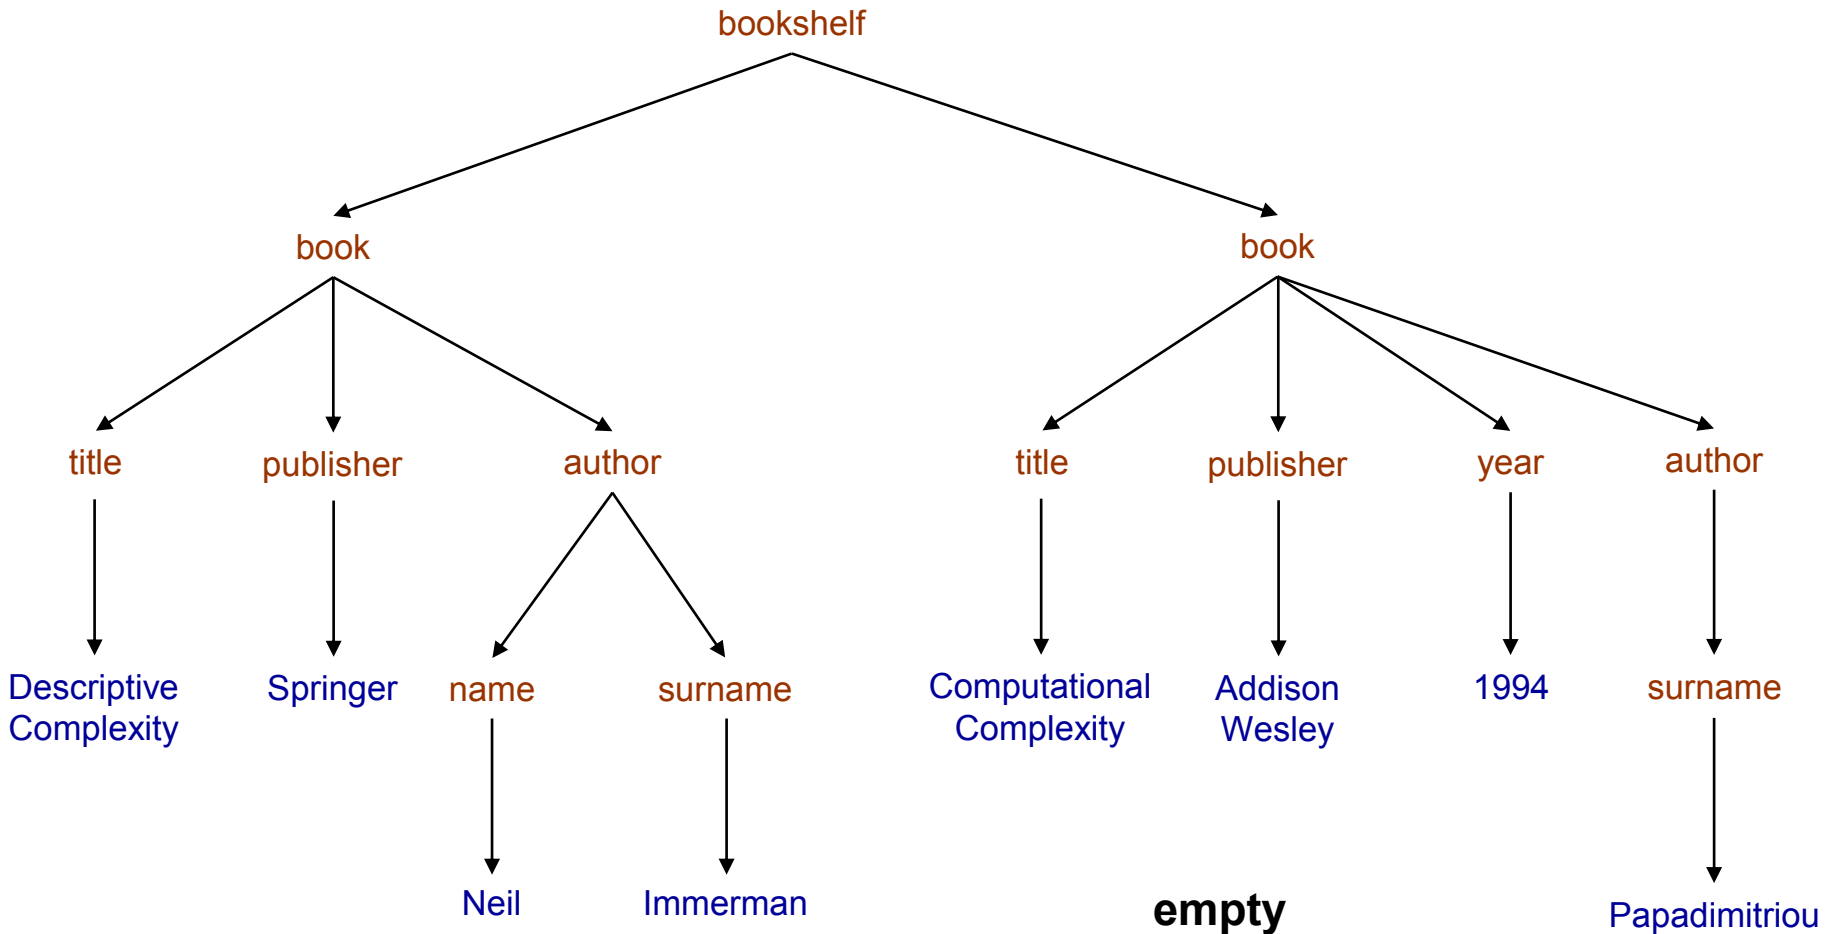 bookshelf
book
book
title
publisher
author
title
publisher
year
author
Descriptive
Complexity
Springer
name
surname
Computational
Complexity
Addison
Wesley
1994
surname
Neil
Immerman
empty
Papadimitriou